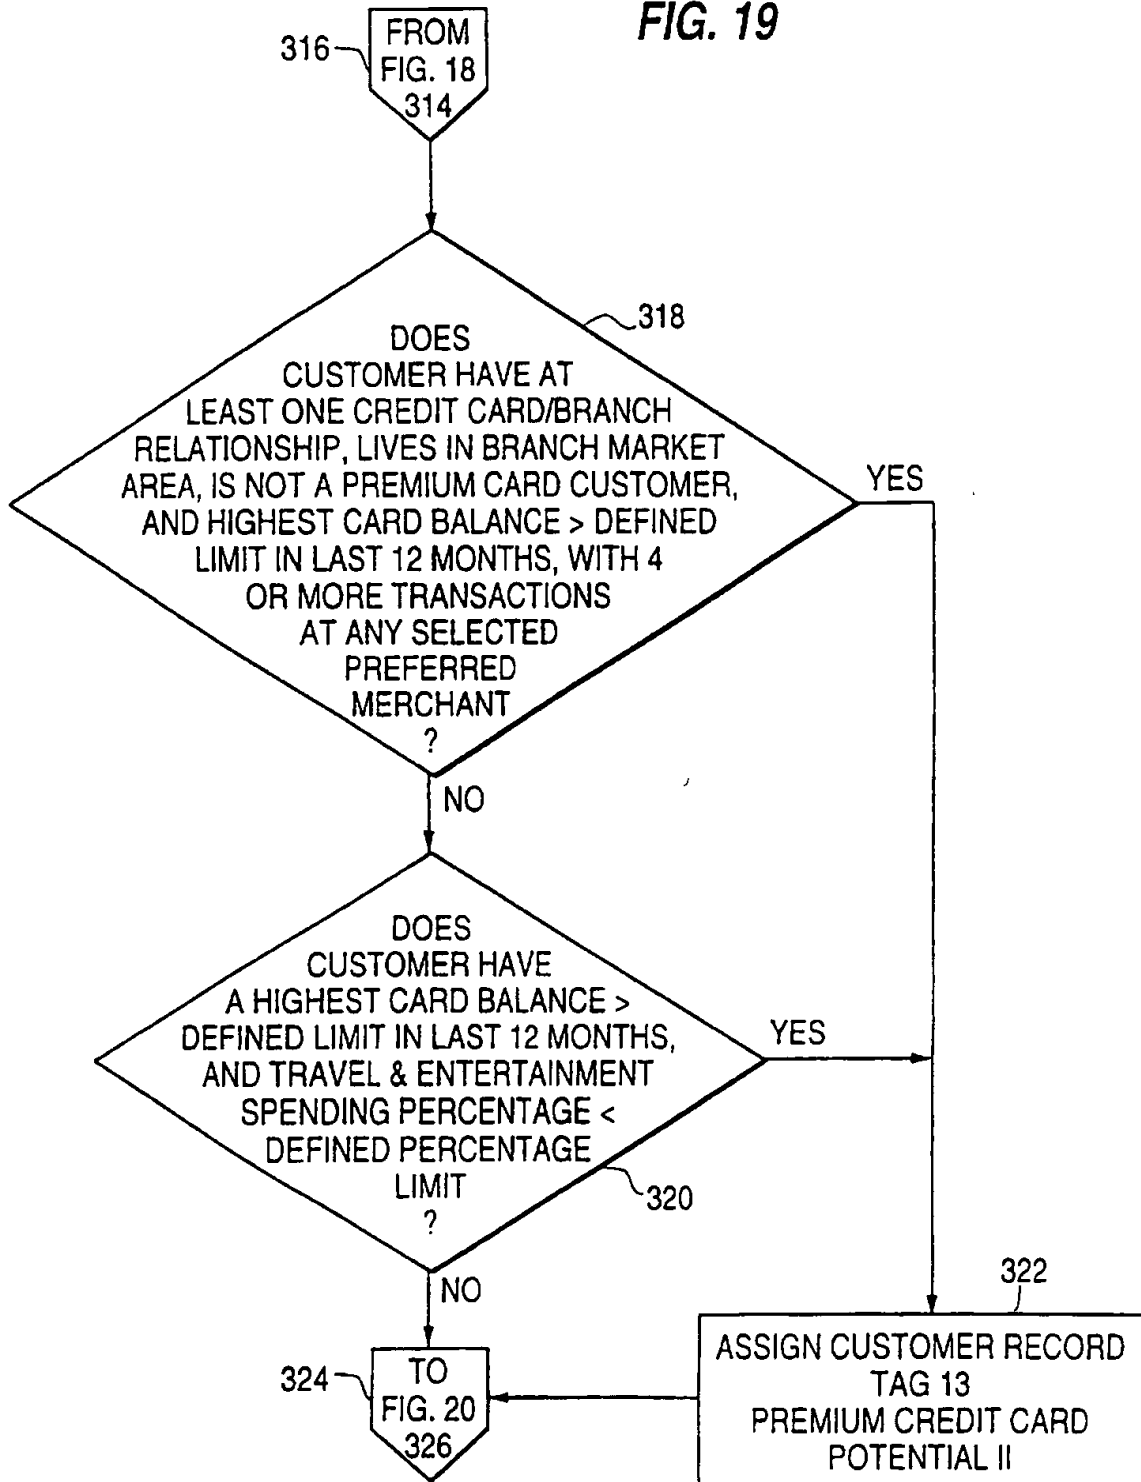 FIG. 19
316
FROM
FIG. 18
314
318
DOES
CUSTOMER HAVE AT
LEAST ONE CREDIT CARD/BRANCH
RELATIONSHIP, LIVES IN BRANCH MARKET
AREA, IS NOT A PREMIUM CARD CUSTOMER,
AND HIGHEST CARD BALANCE > DEFINED
LIMIT IN LAST 12 MONTHS, WITH 4
OR MORE TRANSACTIONS
AT ANY SELECTED
PREFERRED
MERCHANT
?
YES
NO
DOES
CUSTOMER HAVE
A HIGHEST CARD BALANCE >
DEFINED LIMIT IN LAST 12 MONTHS,
AND TRAVEL & ENTERTAINMENT
SPENDING PERCENTAGE <
DEFINED PERCENTAGE
LIMIT
?
YES
320
NO
322
ASSIGN CUSTOMER RECORD
TAG 13
PREMIUM CREDIT CARD
POTENTIAL II
324
TO
FIG. 20
326